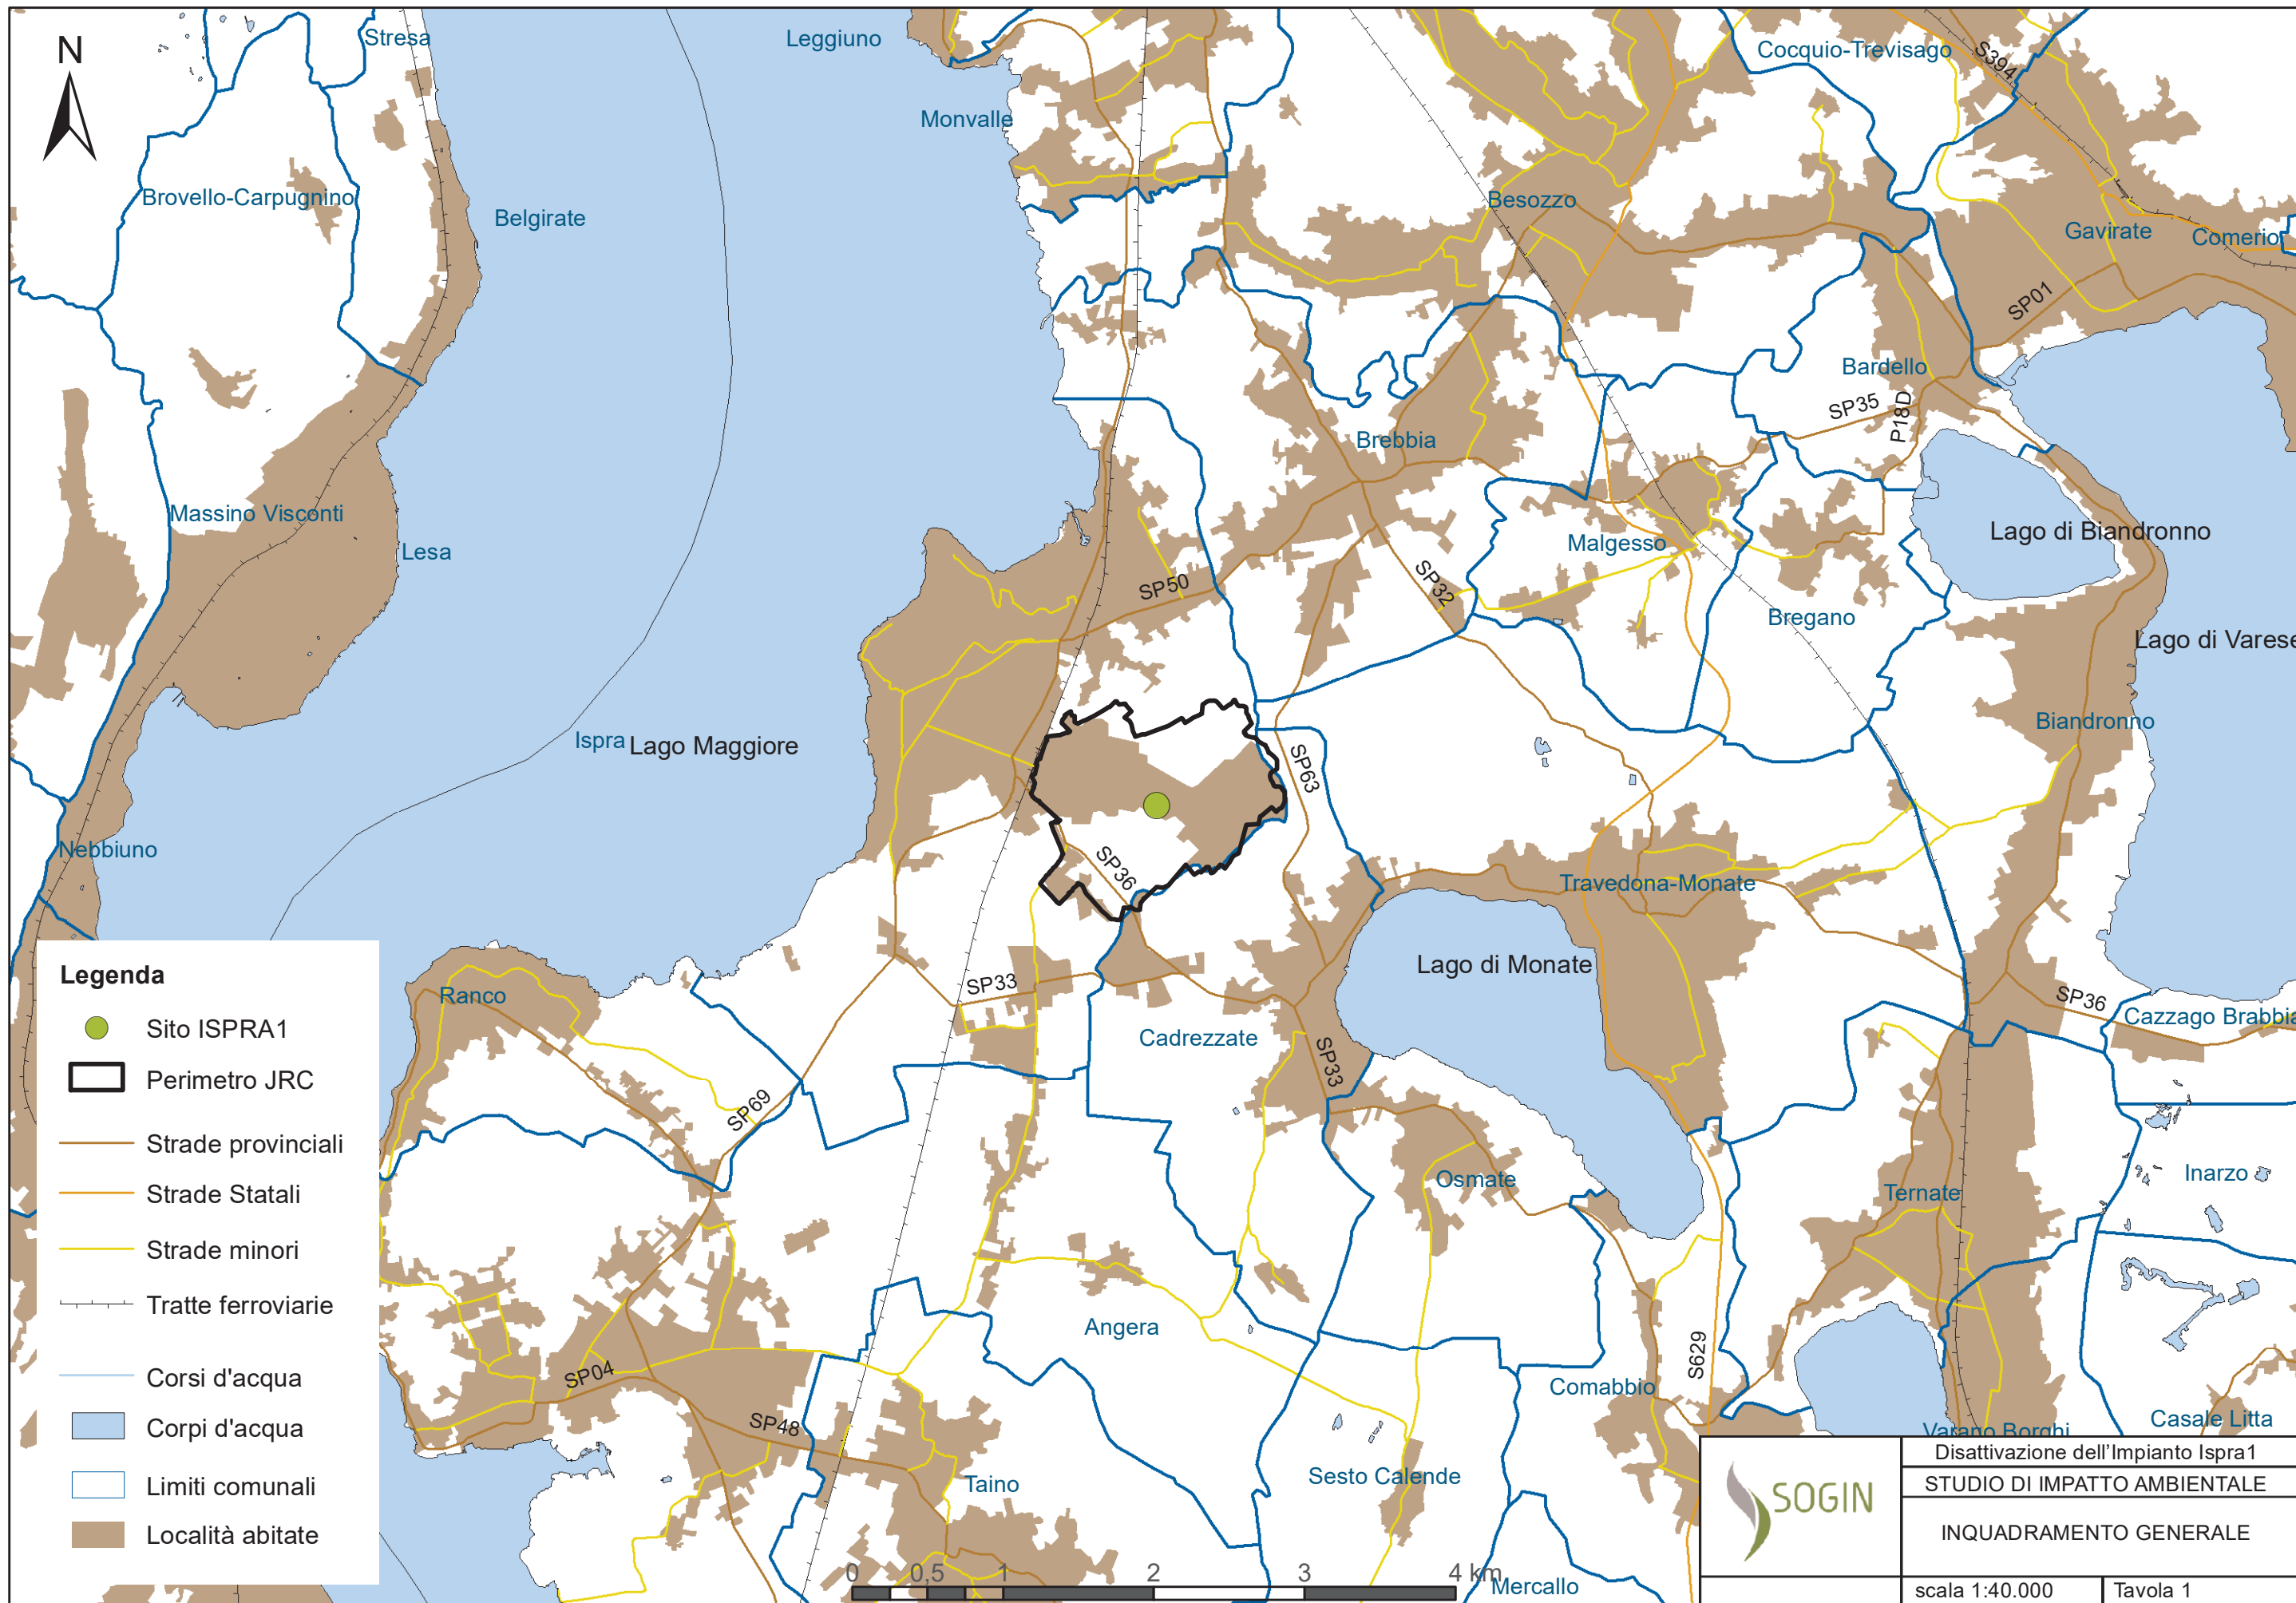 N
Stresa
Leggiuno
Cocquio-Trevisago
S394
Monvalle
Brovello-Carpugnino
Belgirate
Besozzo
Gavirate
Comerio
SP01
Bardello
SP35
P18D
Brebbia
Massino Visconti
Lesa
Malgesso
Lago di Biandronno
SP50
SP32
Bregano
Lago di Varese
Biandronno
Ispra
Lago Maggiore
SP63
Nebbiuno
SP36
Travedona-Monate
Lago di Monate
SP33
Ranco
SP36
Cazzago Brabbia
Cadrezzate
SP33
SP69
Osmate
Ternate
Inarzo
Angera
S629
SP04
Comabbio
SP48
Casale Litta
Varano Borghi
Taino
Sesto Calende
Mercallo
Legenda
Sito ISPRA1
Perimetro JRC
Strade provinciali
Strade Statali
Strade minori
Tratte ferroviarie
Corsi d'acqua
Corpi d'acqua
Limiti comunali
Località abitate
0 0,5 1 2 3 4 km
SOGIN
Disattivazione dell'Impianto Ispra1
STUDIO DI IMPATTO AMBIENTALE
INQUADRAMENTO GENERALE
scala 1:40.000
Tavola 1